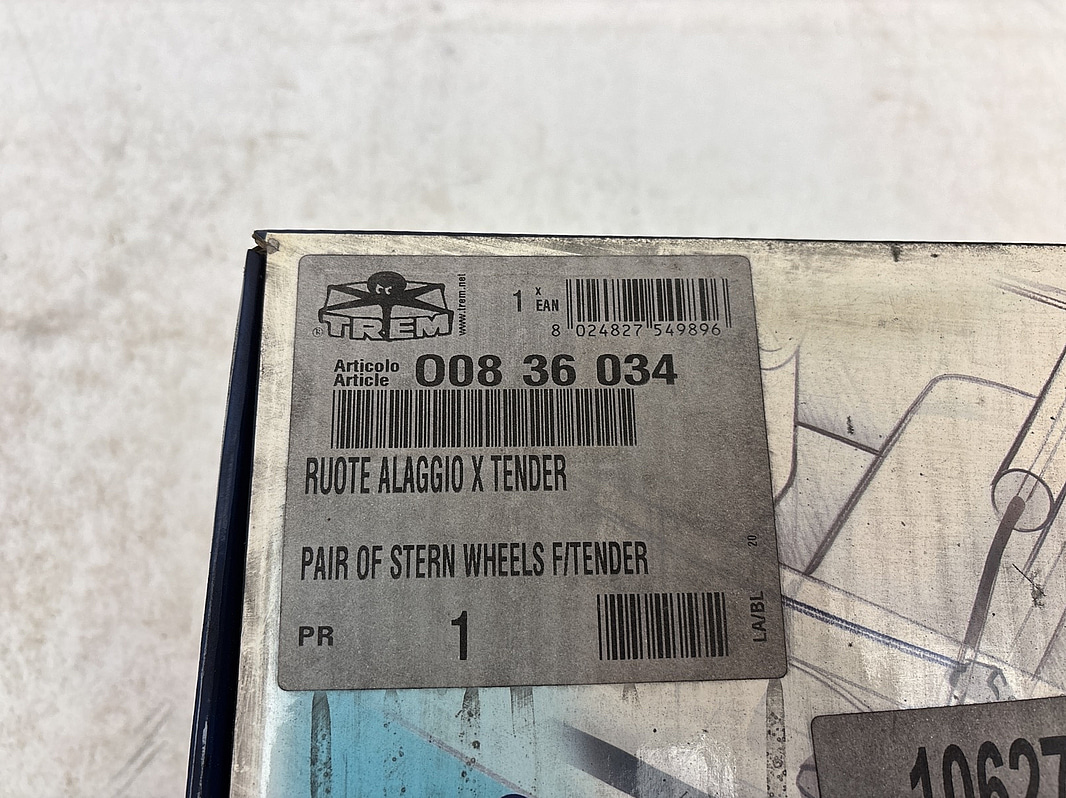 ® TREM
www.trem.net
1 x EAN
8 024827 549896
Articolo
Article 008 36 034
RUOTE ALAGGIO X TENDER
PAIR OF STERN WHEELS F/TENDER
PR 1
20
LA/BL
10627